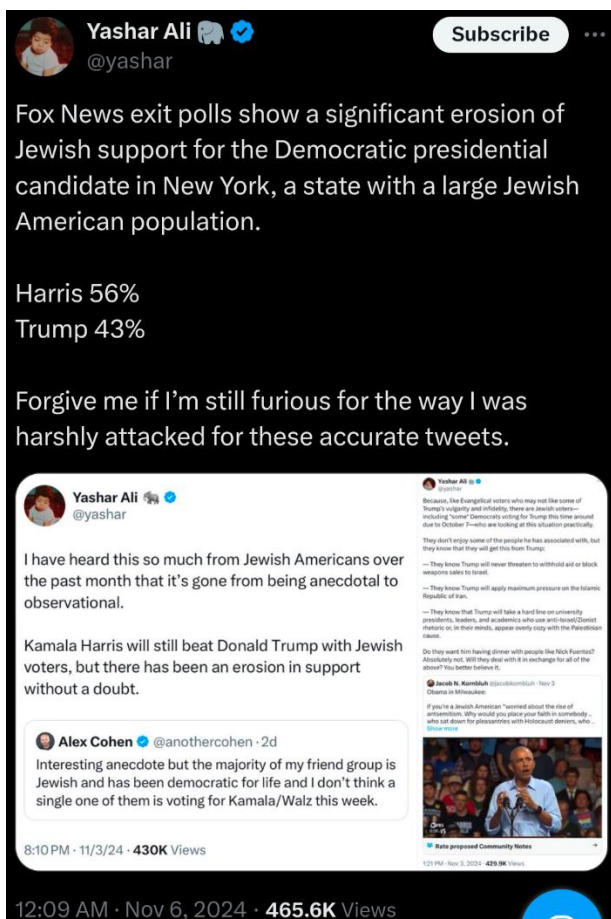 Yashar Ali
Subscribe
@yashar
Fox News exit polls show a significant erosion of
Jewish support for the Democratic presidential
candidate in New York, a state with a large Jewish
American population.
Harris 56%
Trump 43%
Forgive me if I'm still furious for the way I was
harshly attacked for these accurate tweets.
Yashar Ali
@yashar
I have heard this so much from Jewish Americans over
the past month that it's gone from being anecdotal to
observational.
Kamala Harris will still beat Donald Trump with Jewish
voters, but there has been an erosion in support
without a doubt.
Alex Cohen @anothercohen · 2d
Interesting anecdote but the majority of my friend group is
Jewish and has been democratic for life and I don't think a
single one of them is voting for Kamala/Walz this week.
8:10 PM · 11/3/24 · 430K Views
Yashar Ali
@yashar
Because, like Evangelical voters who may not like some of
Trump's vulgarity and infidelity, there are Jewish voters—
including *some* Democrats voting for Trump this time around
due to October 7—who are looking at this situation practically.
They don't enjoy some of the people he has associated with, but
they know that they will get this from Trump:
— They know Trump will never threaten to withhold aid or block
weapons sales to Israel.
— They know Trump will apply maximum pressure on the Islamic
Republic of Iran.
— They know that Trump will take a hard line on university
presidents, leaders, and academics who use anti-Israel/Zionist
rhetoric or, in their minds, appear overly cozy with the Palestinian
cause.
Do they want him having dinner with people like Nick Fuentes?
Absolutely not. Will they deal with it in exchange for all of the
above? You better believe it.
Jacob N. Kornbluh @jacobkornbluh · Nov 3
Obama in Milwaukee:
If you're a Jewish American "worried about the rise of
antisemitism. Why would you place your faith in somebody ..
who sat down for pleasantries with Holocaust deniers, who ..
Show more
Rate proposed Community Notes
1:21 PM · Nov 3, 2024 · 429.9K Views
12:09 AM · Nov 6, 2024 · 465.6K Views